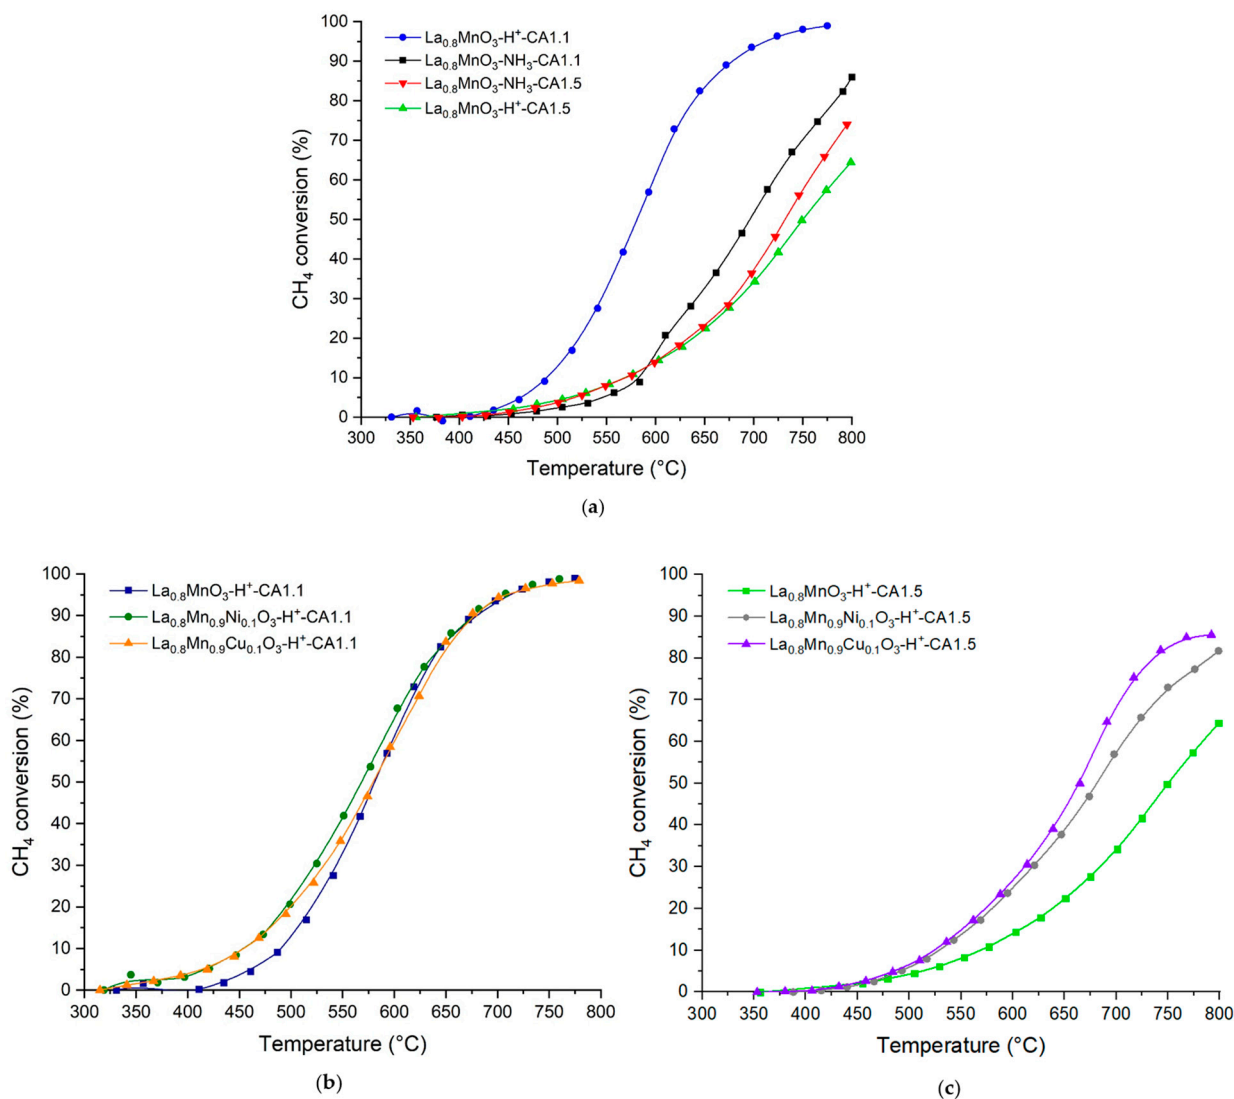 La0.8MnO3-H+-CA1.1
La0.8MnO3-NH3-CA1.1
La0.8MnO3-NH3-CA1.5
La0.8MnO3-H+-CA1.5
100
90
80
70
60
50
40
30
20
10
0
CH4 conversion (%)
300 350 400 450 500 550 600 650 700 750 800
Temperature (°C)
(a)
La0.8MnO3-H+-CA1.1
La0.8Mn0.9Ni0.1O3-H+-CA1.1
La0.8Mn0.9Cu0.1O3-H+-CA1.1
100
90
80
70
60
50
40
30
20
10
0
CH4 conversion (%)
300 350 400 450 500 550 600 650 700 750 800
Temperature (°C)
(b)
La0.8MnO3-H+-CA1.5
La0.8Mn0.9Ni0.1O3-H+-CA1.5
La0.8Mn0.9Cu0.1O3-H+-CA1.5
100
90
80
70
60
50
40
30
20
10
0
CH4 conversion (%)
300 350 400 450 500 550 600 650 700 750 800
Temperature (°C)
(c)